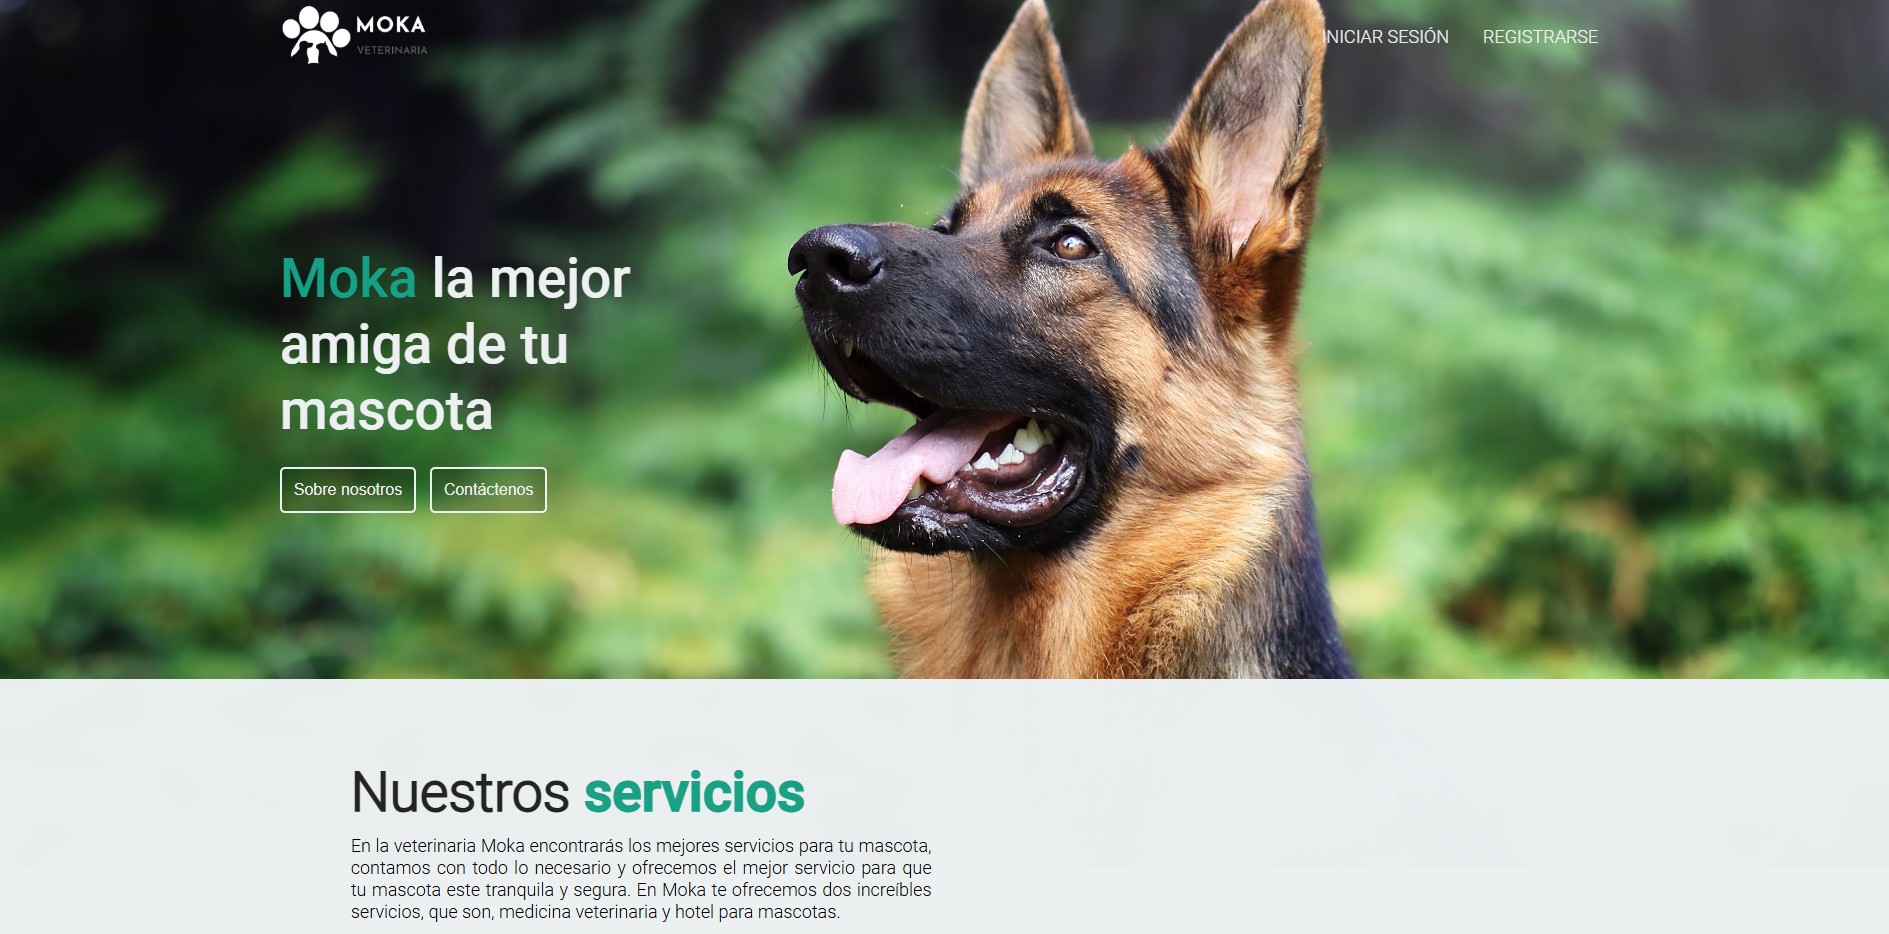 MOKA
VETERINARIA
INICIAR SESIÓN
REGISTRARSE
Moka la mejor
amiga de tu
mascota
Sobre nosotros
Contáctenos
Nuestros servicios
En la veterinaria Moka encontrarás los mejores servicios para tu mascota,
contamos con todo lo necesario y ofrecemos el mejor servicio para que
tu mascota este tranquila y segura. En Moka te ofrecemos dos increíbles
servicios, que son, medicina veterinaria y hotel para mascotas.